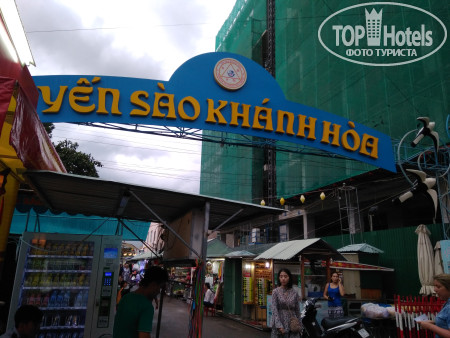 TOP Hotels
ФОТО ТУРИСТА
YẾN SÀO KHÁNH HÒA